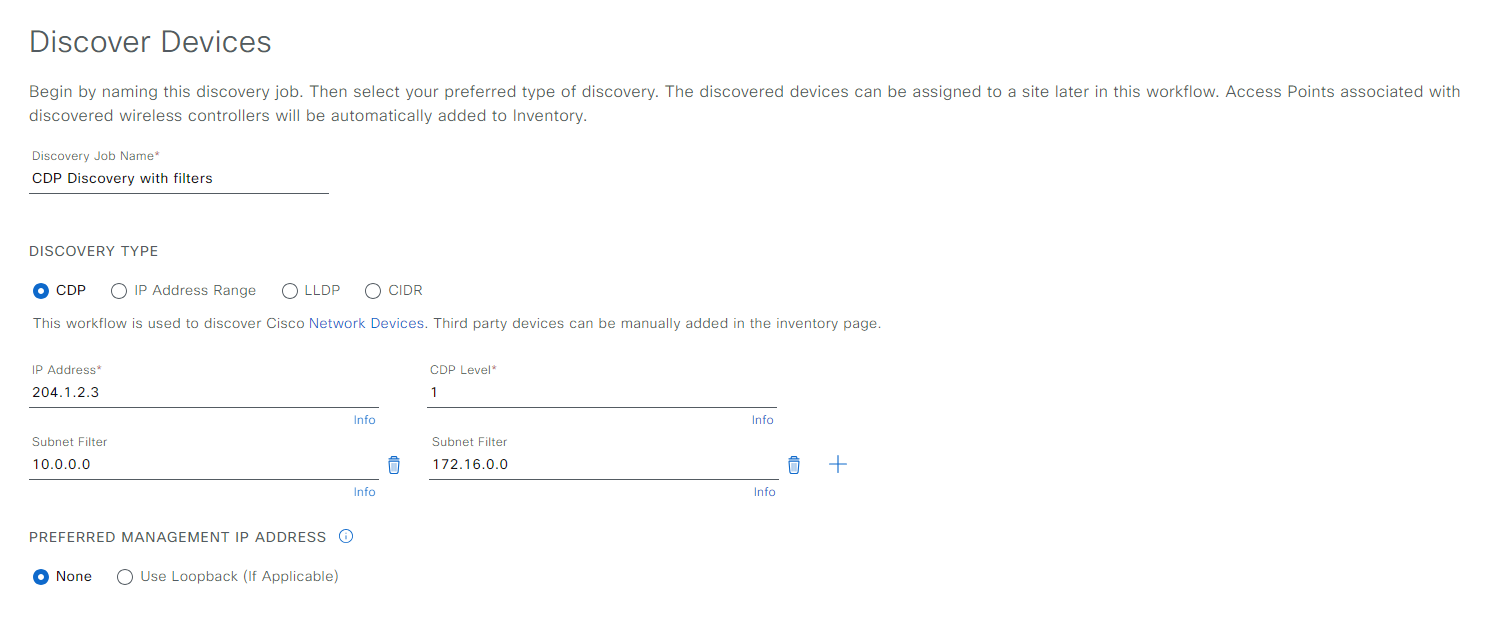 Discover Devices
Begin by naming this discovery job. Then select your preferred type of discovery. The discovered devices can be assigned to a site later in this workflow. Access Points associated with
discovered wireless controllers will be automatically added to Inventory.
Discovery Job Name*
CDP Discovery with filters
DISCOVERY TYPE
CDP IP Address Range LLDP CIDR
This workflow is used to discover Cisco Network Devices. Third party devices can be manually added in the inventory page.
IP Address* CDP Level*
204.1.2.3 1
Info Info
Subnet Filter Subnet Filter
10.0.0.0 172.16.0.0
Info Info
PREFERRED MANAGEMENT IP ADDRESS
None Use Loopback (If Applicable)